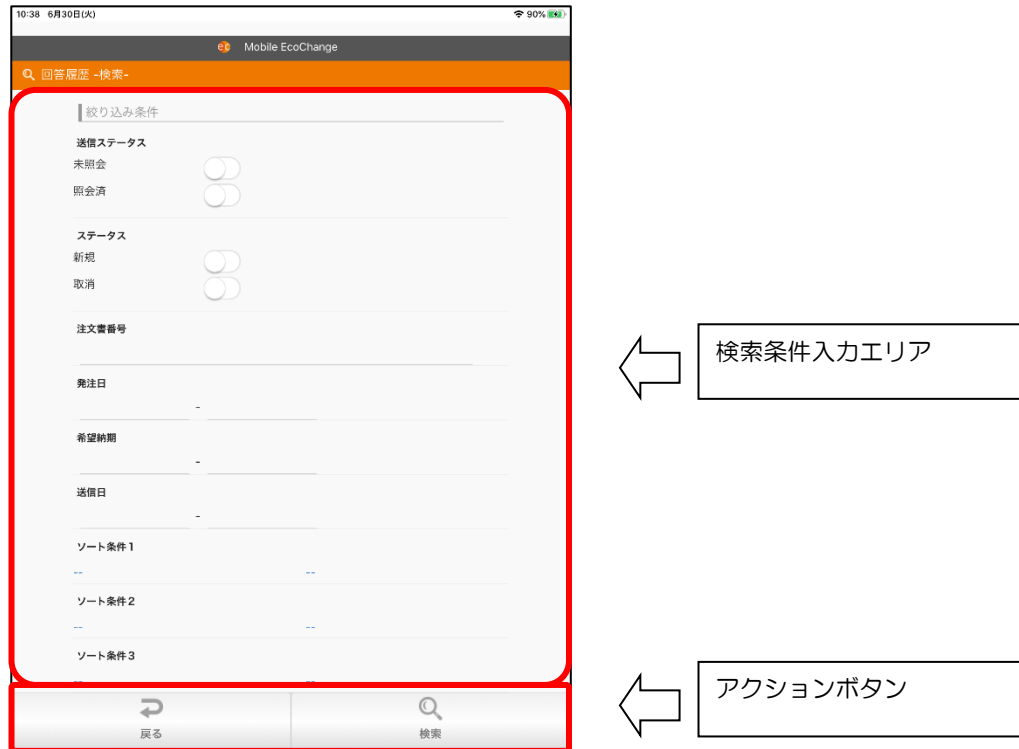 10:38 6月30日(火) 90%
ec Mobile EcoChange
回答履歴 -検索-
絞り込み条件
送信ステータス
未照会
照会済
ステータス
新規
取消
注文書番号
発注日
-
希望納期
-
送信日
-
ソート条件1
-- --
ソート条件2
-- --
ソート条件3
-- --
戻る 検索
検索条件入力エリア
アクションボタン